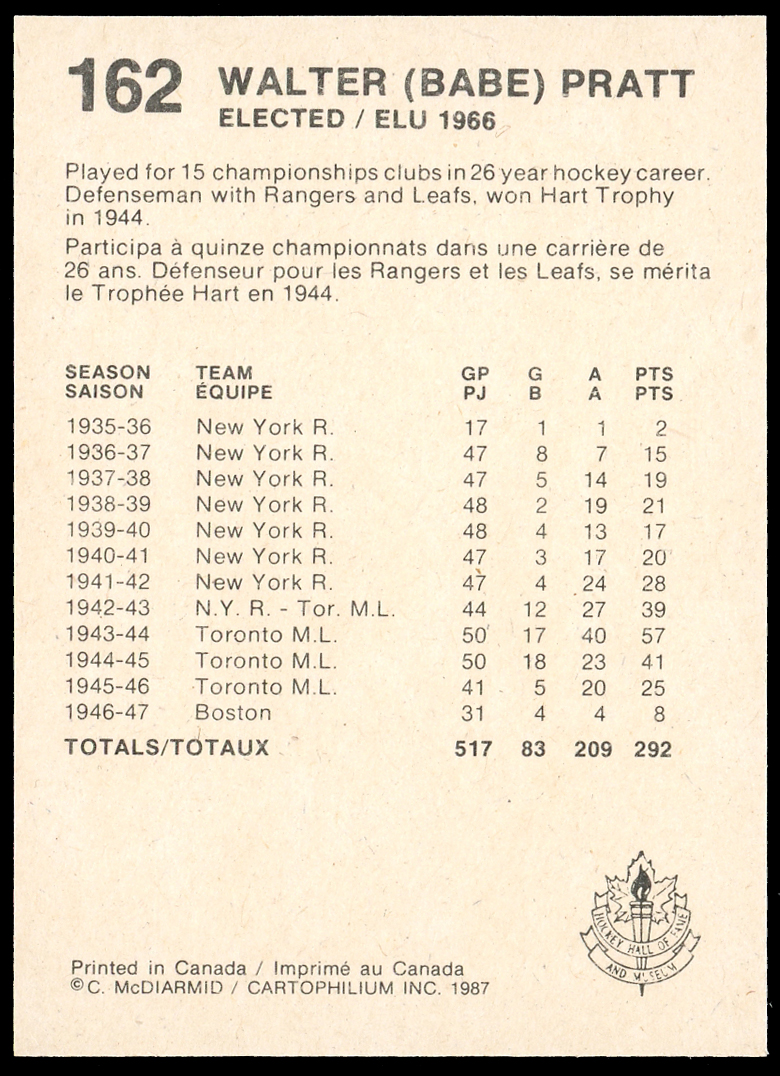 162 WALTER (BABE) PRATT
ELECTED / ELU 1966
Played for 15 championships clubs in 26 year hockey career.
Defenseman with Rangers and Leafs, won Hart Trophy
in 1944.
Participa à quinze championnats dans une carrière de
26 ans. Défenseur pour les Rangers et les Leafs, se mérita
le Trophée Hart en 1944.
SEASON TEAM GP G A PTS
SAISON ÉQUIPE PJ B A PTS
1935-36 New York R. 17 1 1 2
1936-37 New York R. 47 8 7 15
1937-38 New York R. 47 5 14 19
1938-39 New York R. 48 2 19 21
1939-40 New York R. 48 4 13 17
1940-41 New York R. 47 3 17 20
1941-42 New York R. 47 4 24 28
1942-43 N.Y. R. - Tor. M.L. 44 12 27 39
1943-44 Toronto M.L. 50 17 40 57
1944-45 Toronto M.L. 50 18 23 41
1945-46 Toronto M.L. 41 5 20 25
1946-47 Boston 31 4 4 8
TOTALS/TOTAUX 517 83 209 292
HOCKEY HALL OF FAME
AND MUSEUM
Printed in Canada / Imprimé au Canada
©C. McDIARMID / CARTOPHILIUM INC. 1987